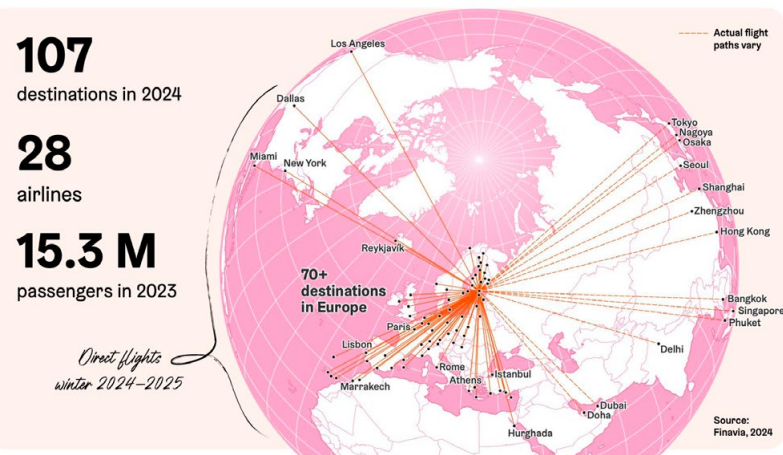 107
destinations in 2024
28
airlines
15.3 M
passengers in 2023
Direct flights
winter 2024–2025
Actual flight
paths vary
Los Angeles
Dallas
Miami
New York
Reykjavík
70+
destinations
in Europe
Paris
Lisbon
Marrakech
Rome
Athens
Istanbul
Hurghada
Tokyo
Nagoya
Osaka
Seoul
Shanghai
Zhengzhou
Hong Kong
Bangkok
Singapore
Phuket
Delhi
Dubai
Doha
Source:
Finavia, 2024